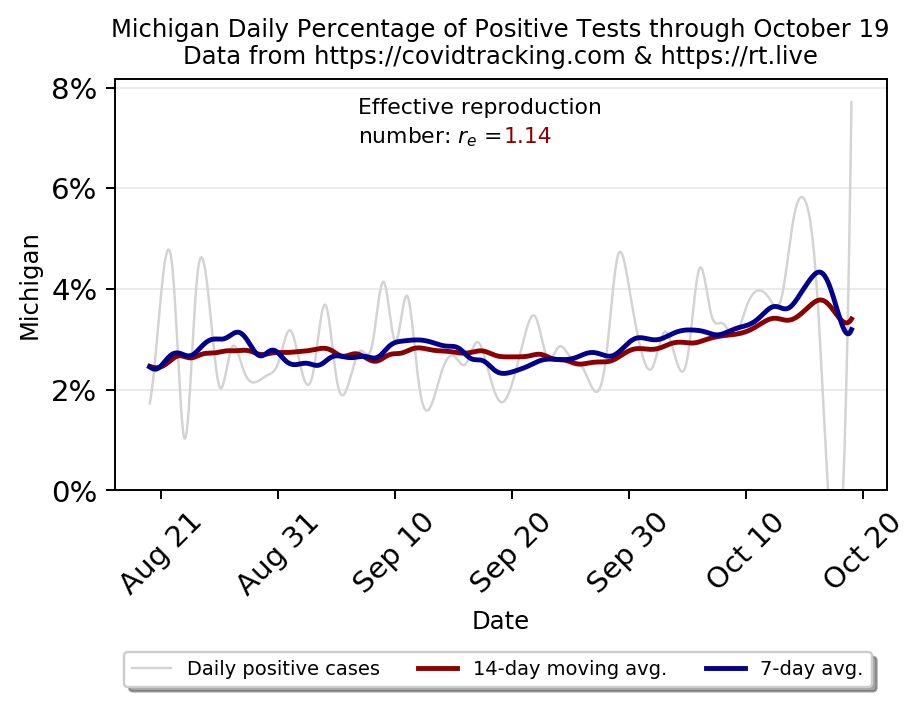 Michigan Daily Percentage of Positive Tests through October 19
Data from https://covidtracking.com & https://rt.live
Effective reproduction
number: rₑ =1.14
8%
6%
4%
2%
0%
Michigan
Aug 21
Aug 31
Sep 10
Sep 20
Sep 30
Oct 10
Oct 20
Date
Daily positive cases
14-day moving avg.
7-day avg.